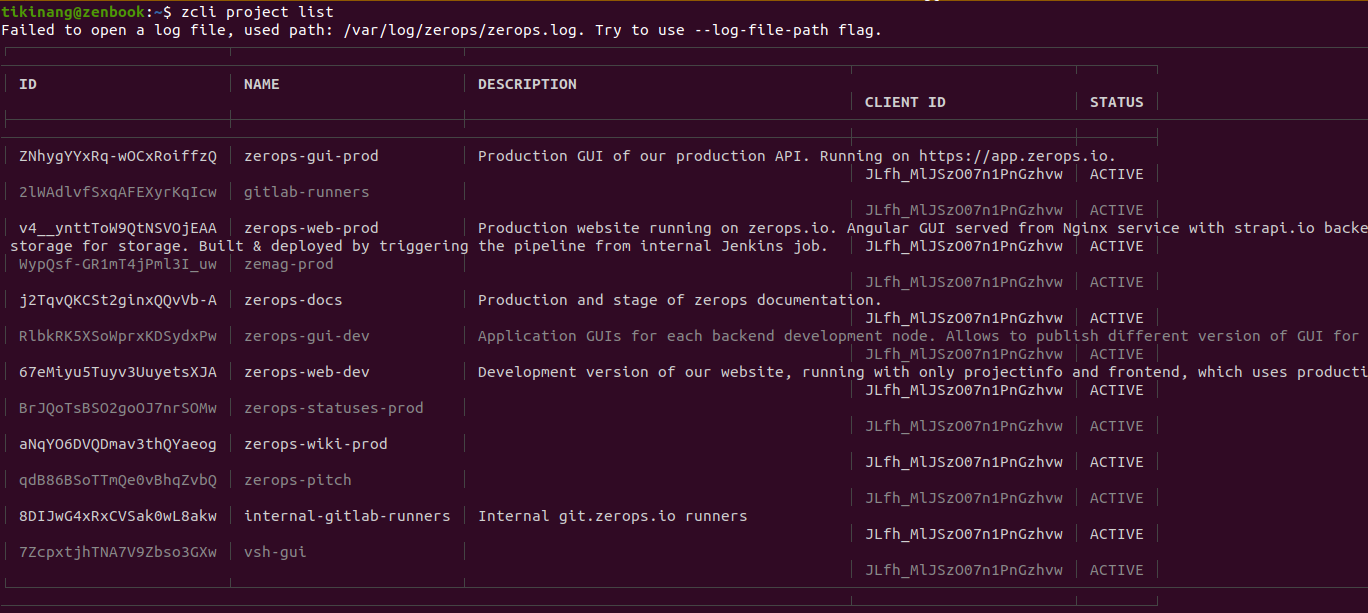 tikinang@zenbook:~$ zcli project list
Failed to open a log file, used path: /var/log/zerops/zerops.log. Try to use --log-file-path flag.
ID NAME DESCRIPTION
CLIENT ID STATUS
ZNhygYYxRq-wOCxRoiffzQ zerops-gui-prod Production GUI of our production API. Running on https://app.zerops.io.
JLfh_MlJSzO07n1PnGzhvw ACTIVE
2lWAdlvfSxqAFEXyrKqIcw gitlab-runners
JLfh_MlJSzO07n1PnGzhvw ACTIVE
v4__ynttToW9QtNSVOjEAA zerops-web-prod Production website running on zerops.io. Angular GUI served from Nginx service with strapi.io backe
storage for storage. Built & deployed by triggering the pipeline from internal Jenkins job. JLfh_MlJSzO07n1PnGzhvw ACTIVE
WypQsf-GR1mT4jPml3I_uw zemag-prod
JLfh_MlJSzO07n1PnGzhvw ACTIVE
j2TqvQKCSt2ginxQQvVb-A zerops-docs Production and stage of zerops documentation.
JLfh_MlJSzO07n1PnGzhvw ACTIVE
RlbkRK5XSoWprxKDSydxPw zerops-gui-dev Application GUIs for each backend development node. Allows to publish different version of GUI for
JLfh_MlJSzO07n1PnGzhvw ACTIVE
67eMiyu5Tuyv3UuyetsXJA zerops-web-dev Development version of our website, running with only projectinfo and frontend, which uses producti
JLfh_MlJSzO07n1PnGzhvw ACTIVE
BrJQoTsBSO2goOJ7nrSOMw zerops-statuses-prod
JLfh_MlJSzO07n1PnGzhvw ACTIVE
aNqYO6DVQDmav3thQYaeog zerops-wiki-prod
JLfh_MlJSzO07n1PnGzhvw ACTIVE
qdB86BSoTTmQe0vBhqZvbQ zerops-pitch
JLfh_MlJSzO07n1PnGzhvw ACTIVE
8DIJwG4xRxCVSak0wL8akw internal-gitlab-runners Internal git.zerops.io runners
JLfh_MlJSzO07n1PnGzhvw ACTIVE
7ZcpxtjhTNA7V9Zbso3GXw vsh-gui
JLfh_MlJSzO07n1PnGzhvw ACTIVE